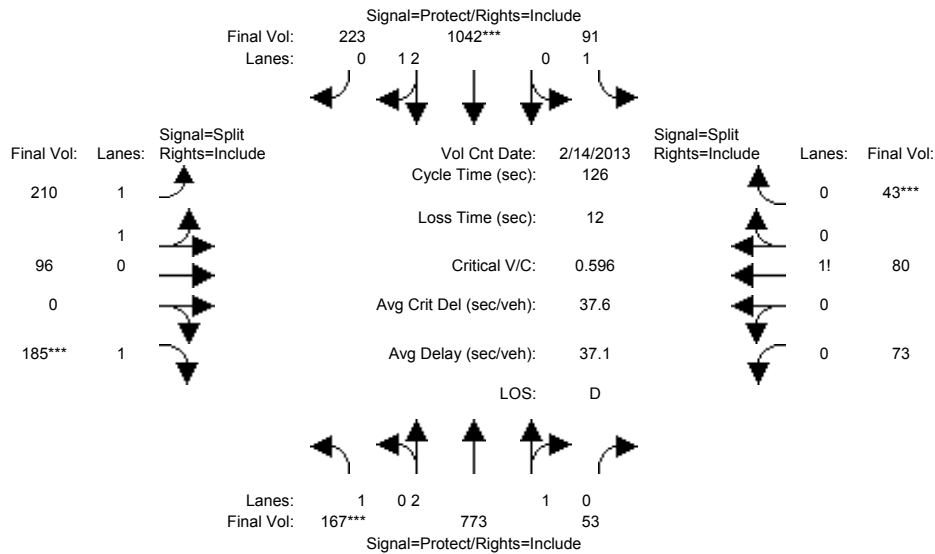 Signal=Protect/Rights=Include
Final Vol: 223 1042*** 91
Lanes: 0 1 2 0 1
Signal=Split
Final Vol: Lanes: Rights=Include
Vol Cnt Date: 2/14/2013
Signal=Split
Rights=Include Lanes: Final Vol:
Cycle Time (sec): 126
210 1
0 43***
Loss Time (sec): 12
1
0
96 0
Critical V/C: 0.596
1! 80
0
Avg Crit Del (sec/veh): 37.6
0
185*** 1
Avg Delay (sec/veh): 37.1
0 73
LOS: D
Lanes: 1 0 2 1 0
Final Vol: 167*** 773 53
Signal=Protect/Rights=Include